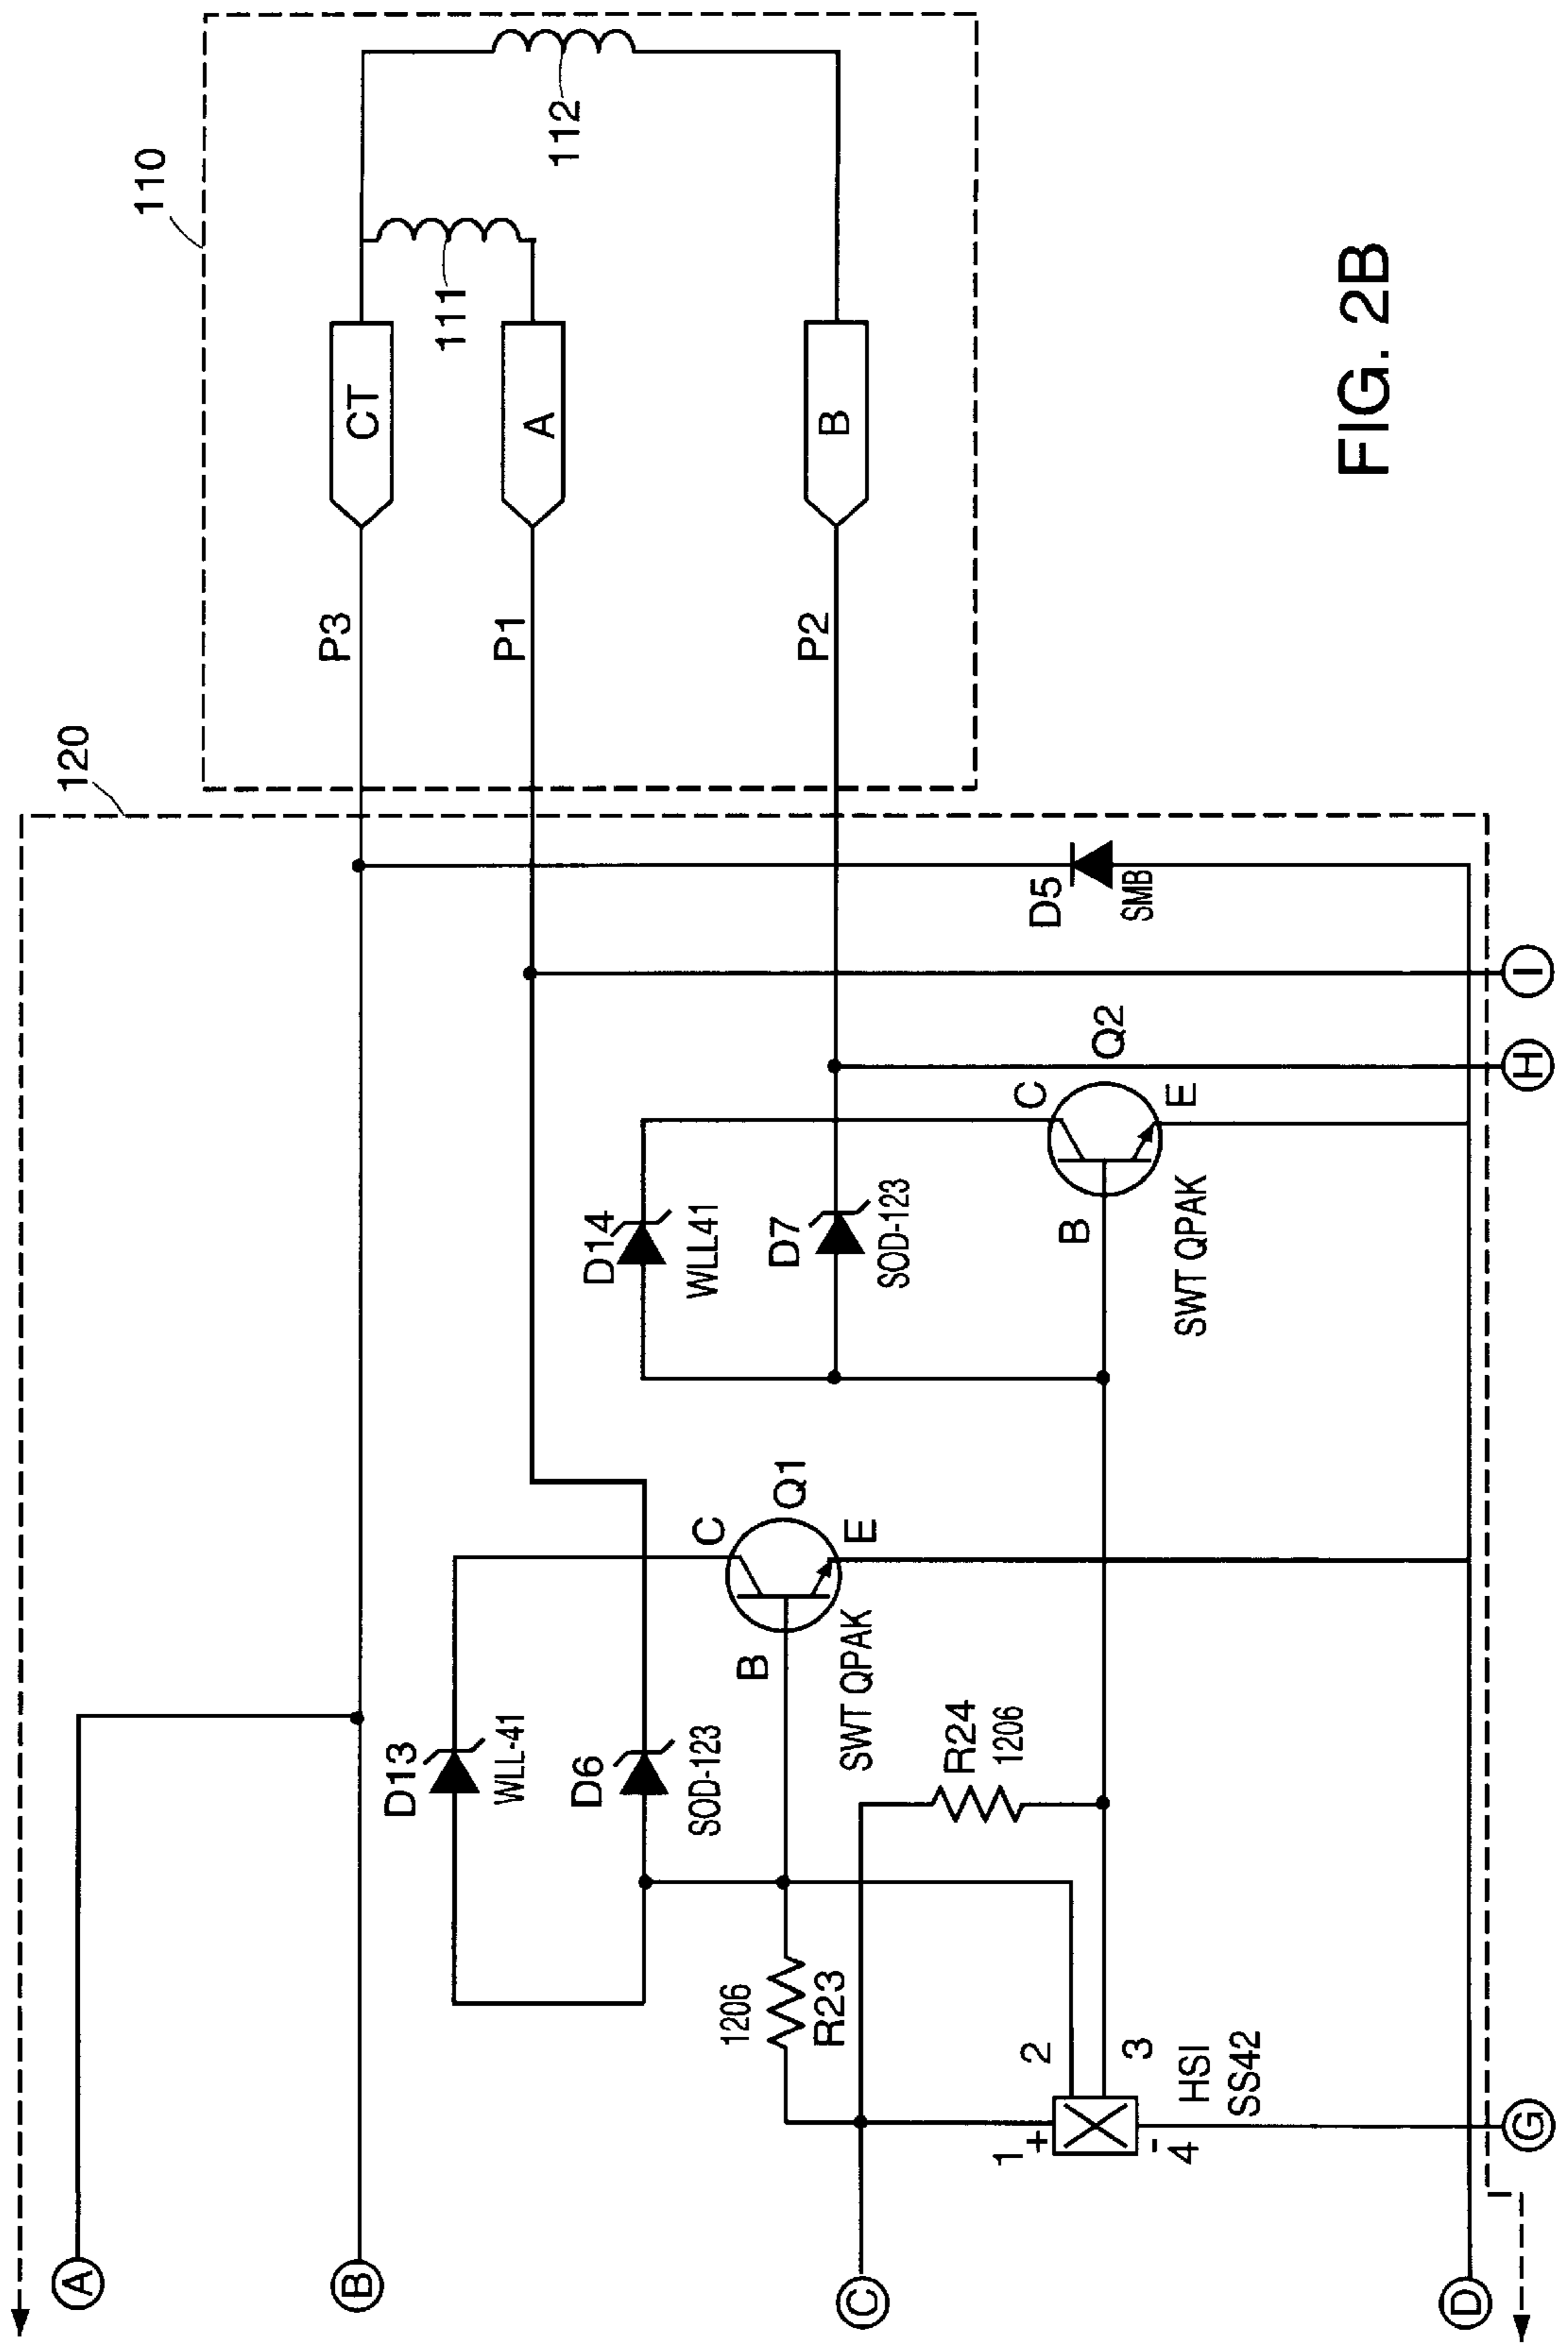 110
112
111
CT
A
B
P3
P1
P2
120
D5
SMB
Q2
C
E
B
SWT QPAK
D14
WLL41
D7
SOD-123
Q1
C
E
B
SWT QPAK
D13
WLL-41
D6
SOD-123
R24
1206
1206
R23
2
3
1
+
-
4
HSI
SS42
A
B
C
D
G
H
I
FIG. 2B